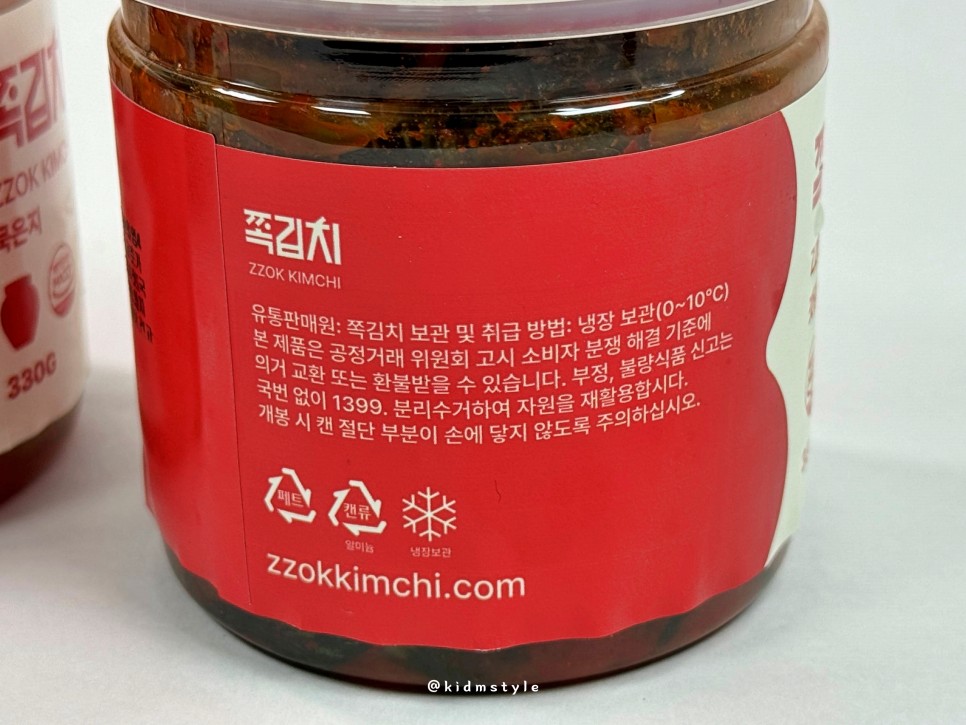 쪽김치
ZZOK KIMCHI
유통판매원: 쪽김치 보관 및 취급 방법: 냉장 보관(0~10°C)
본 제품은 공정거래 위원회 고시 소비자 분쟁 해결 기준에
의거 교환 또는 환불받을 수 있습니다. 부정, 불량식품 신고는
국번 없이 1399. 분리수거하여 자원을 재활용합시다.
개봉 시 캔 절단 부분이 손에 닿지 않도록 주의하십시오.
페트
캔류
알미늄
냉장보관
zzokkimchi.com
쪽김치
ZZOK KIMCHI
묵은지
330G
@kidmstyle